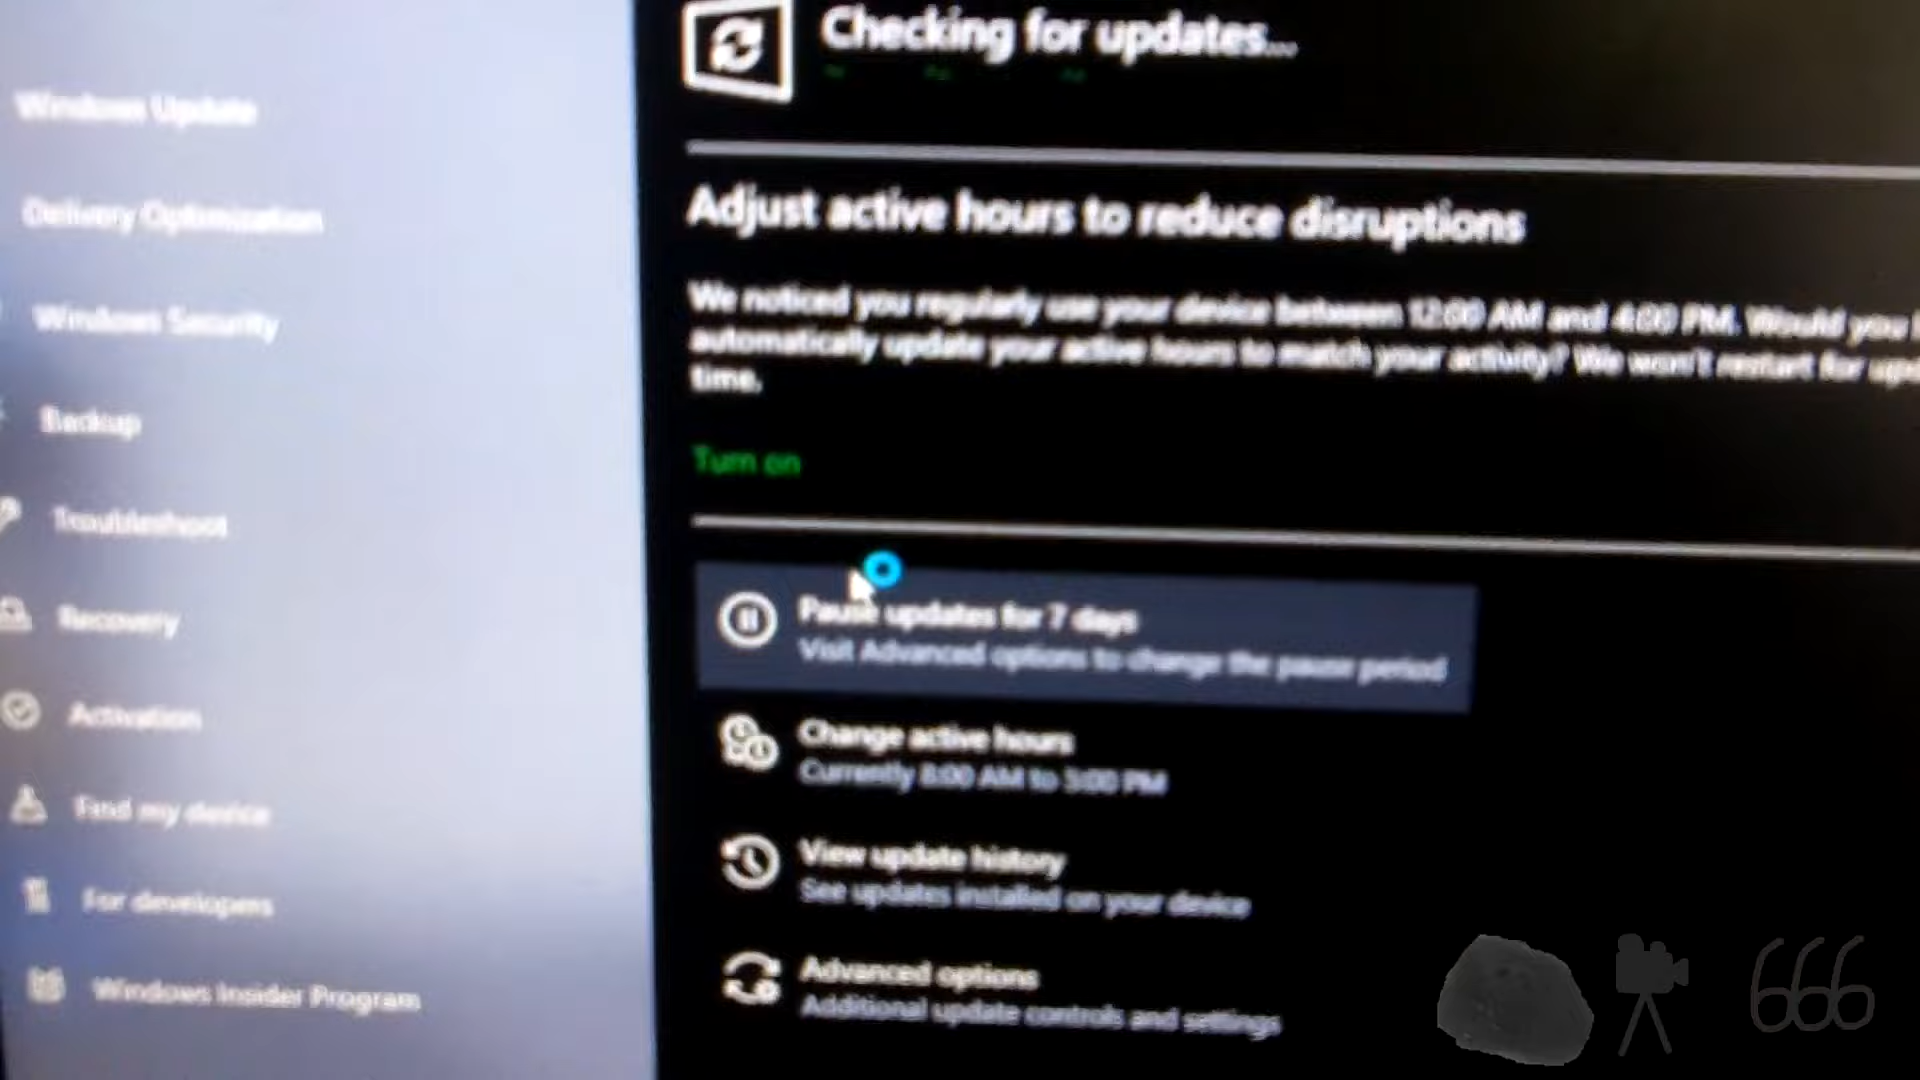 Checking for updates...
Windows Update
Delivery Optimization
Windows Security
Backup
Troubleshoot
Recovery
Activation
Find my device
For developers
Windows Insider Program
Adjust active hours to reduce disruptions
We noticed you regularly use your device between 12:00 AM and 4:00 PM. Would you
automatically update your active hours to match your activity? We won't restart for
time.
Turn on
Pause updates for 7 days
Visit Advanced options to change the pause period
Change active hours
Currently 8:00 AM to 3:00 PM
View update history
See updates installed on your device
Advanced options
Additional update controls and settings
666